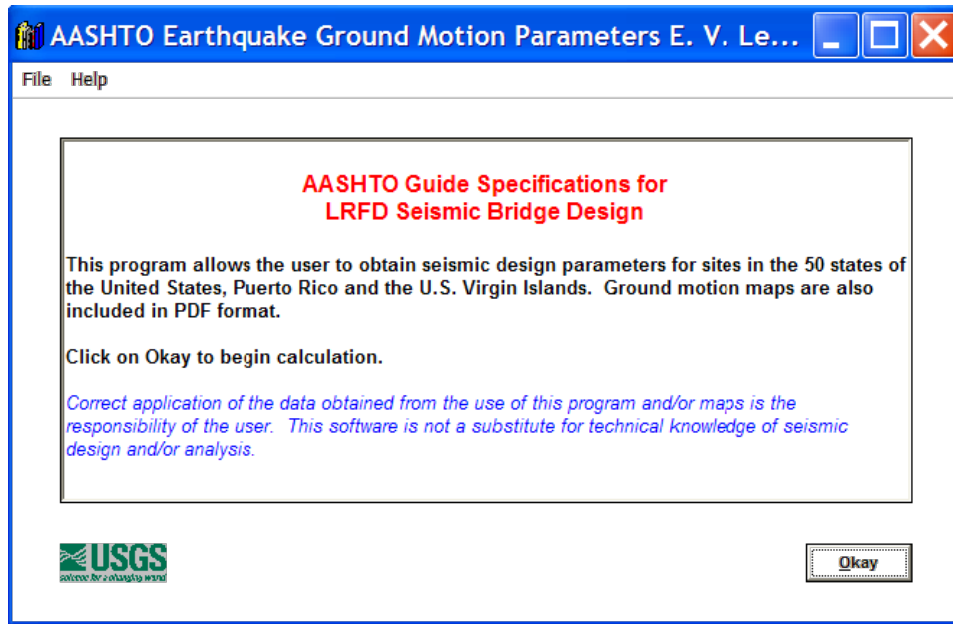 AASHTO Earthquake Ground Motion Parameters E. V. Le...
File Help
AASHTO Guide Specifications for
LRFD Seismic Bridge Design
This program allows the user to obtain seismic design parameters for sites in the 50 states of
the United States, Puerto Rico and the U.S. Virgin Islands. Ground motion maps are also
included in PDF format.
Click on Okay to begin calculation.
Correct application of the data obtained from the use of this program and/or maps is the
responsibility of the user. This software is not a substitute for technical knowledge of seismic
design and/or analysis.
USGS
science for a changing world
Okay